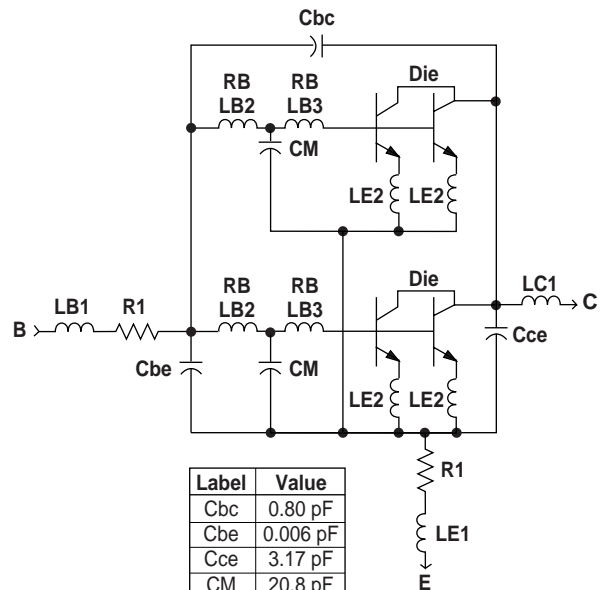 Cbc
Die
RB RB
LB2 LB3
CM
LE2 LE2
Die
RB RB
LB2 LB3
LB1 R1
LC1
B
C
Cbe
CM
Cce
LE2 LE2
R1
LE1
E
Label Value
Cbc 0.80 pF
Cbe 0.006 pF
Cce 3.17 pF
CM 20.8 pF